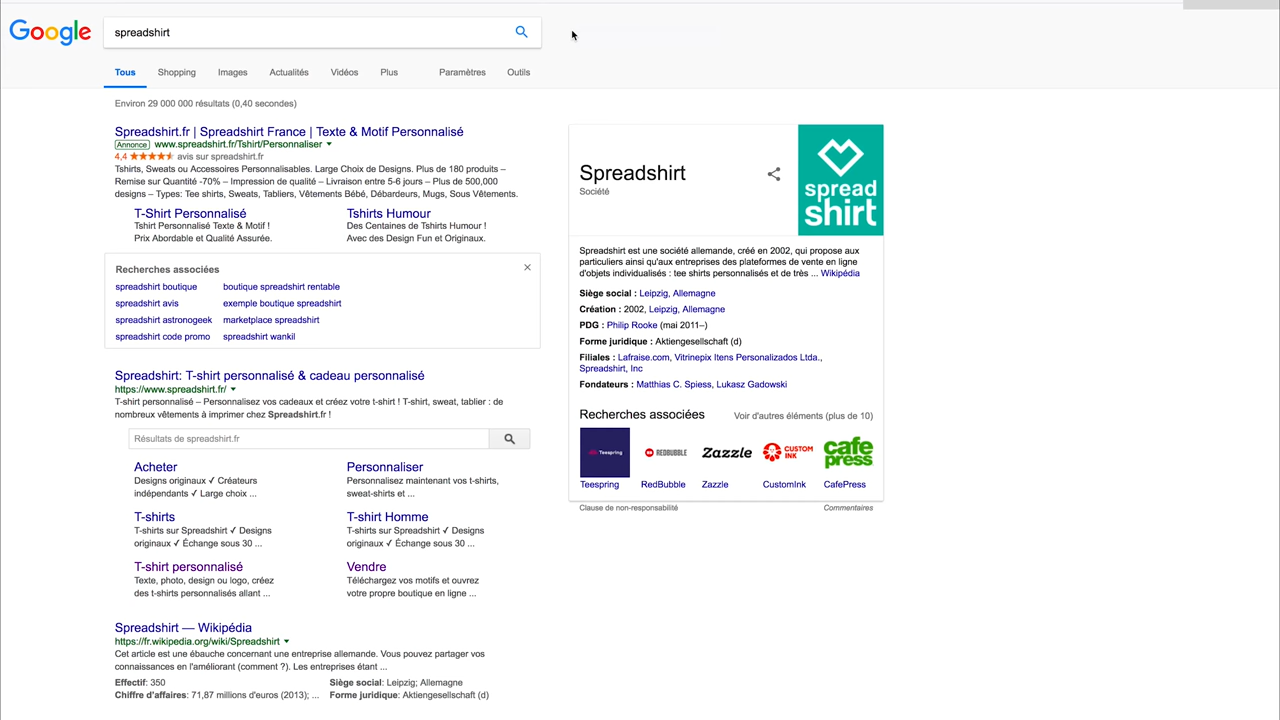 Google
spreadshirt
Tous Shopping Images Actualités Vidéos Plus Paramètres Outils
Environ 29 000 000 résultats (0,40 secondes)
Spreadshirt.fr | Spreadshirt France | Texte & Motif Personnalisé
Annonce www.spreadshirt.fr/Tshirt/Personnaliser
4,4 avis sur spreadshirt.fr
Tshirts, Sweats ou Accessoires Personnalisables. Large Choix de Designs. Plus de 180 produits –
Remise sur Quantité -70% – Impression de qualité – Livraison entre 5-6 jours – Plus de 500,000
designs – Types: Tee shirts, Sweats, Tabliers, Vêtements Bébé, Débardeurs, Mugs, Sous Vêtements.
T-Shirt Personnalisé
Tshirt Personnalisé Texte & Motif !
Prix Abordable et Qualité Assurée.
Tshirts Humour
Des Centaines de Tshirts Humour !
Avec des Design Fun et Originaux.
Recherches associées
spreadshirt boutique boutique spreadshirt rentable
spreadshirt avis exemple boutique spreadshirt
spreadshirt astronogeek marketplace spreadshirt
spreadshirt code promo spreadshirt wankil
Spreadshirt: T-shirt personnalisé & cadeau personnalisé
https://www.spreadshirt.fr/
T-shirt personnalisé – Personnalisez vos cadeaux et créez votre t-shirt ! T-shirt, sweat, tablier : de
nombreux vêtements à imprimer chez Spreadshirt.fr !
Résultats de spreadshirt.fr
Acheter
Designs originaux ✓ Créateurs
indépendants ✓ Large choix ...
Personnaliser
Personnalisez maintenant vos t-shirts,
sweat-shirts et ...
T-shirts
T-shirts sur Spreadshirt ✓ Designs
originaux ✓ Échange sous 30 ...
T-shirt Homme
T-shirts sur Spreadshirt ✓ Designs
originaux ✓ Échange sous 30 ...
T-shirt personnalisé
Texte, photo, design ou logo, créez
des t-shirts personnalisés allant ...
Vendre
Téléchargez vos motifs et ouvrez
votre propre boutique en ligne ...
Spreadshirt — Wikipédia
https://fr.wikipedia.org/wiki/Spreadshirt
Cet article est une ébauche concernant une entreprise allemande. Vous pouvez partager vos
connaissances en l'améliorant (comment ?). Les entreprises étant ...
Effectif: 350 Siège social: Leipzig; Allemagne
Chiffre d'affaires: 71,87 millions d'euros (2013); ... Forme juridique: Aktiengesellschaft (d)
Spreadshirt
Société
spread
shirt
Spreadshirt est une société allemande, créé en 2002, qui propose aux
particuliers ainsi qu'aux entreprises des plateformes de vente en ligne
d'objets individualisés : tee shirts personnalisés et de très ... Wikipédia
Siège social : Leipzig, Allemagne
Création : 2002, Leipzig, Allemagne
PDG : Philip Rooke (mai 2011–)
Forme juridique : Aktiengesellschaft (d)
Filiales : Lafraise.com, Vitrinepix Itens Personalizados Ltda.,
Spreadshirt, Inc
Fondateurs : Matthias C. Spiess, Lukasz Gadowski
Recherches associées Voir d'autres éléments (plus de 10)
Teespring REDBUBBLE Zazzle CUSTOM INK cafe press
Teespring RedBubble Zazzle CustomInk CafePress
Clause de non-responsabilité Commentaires